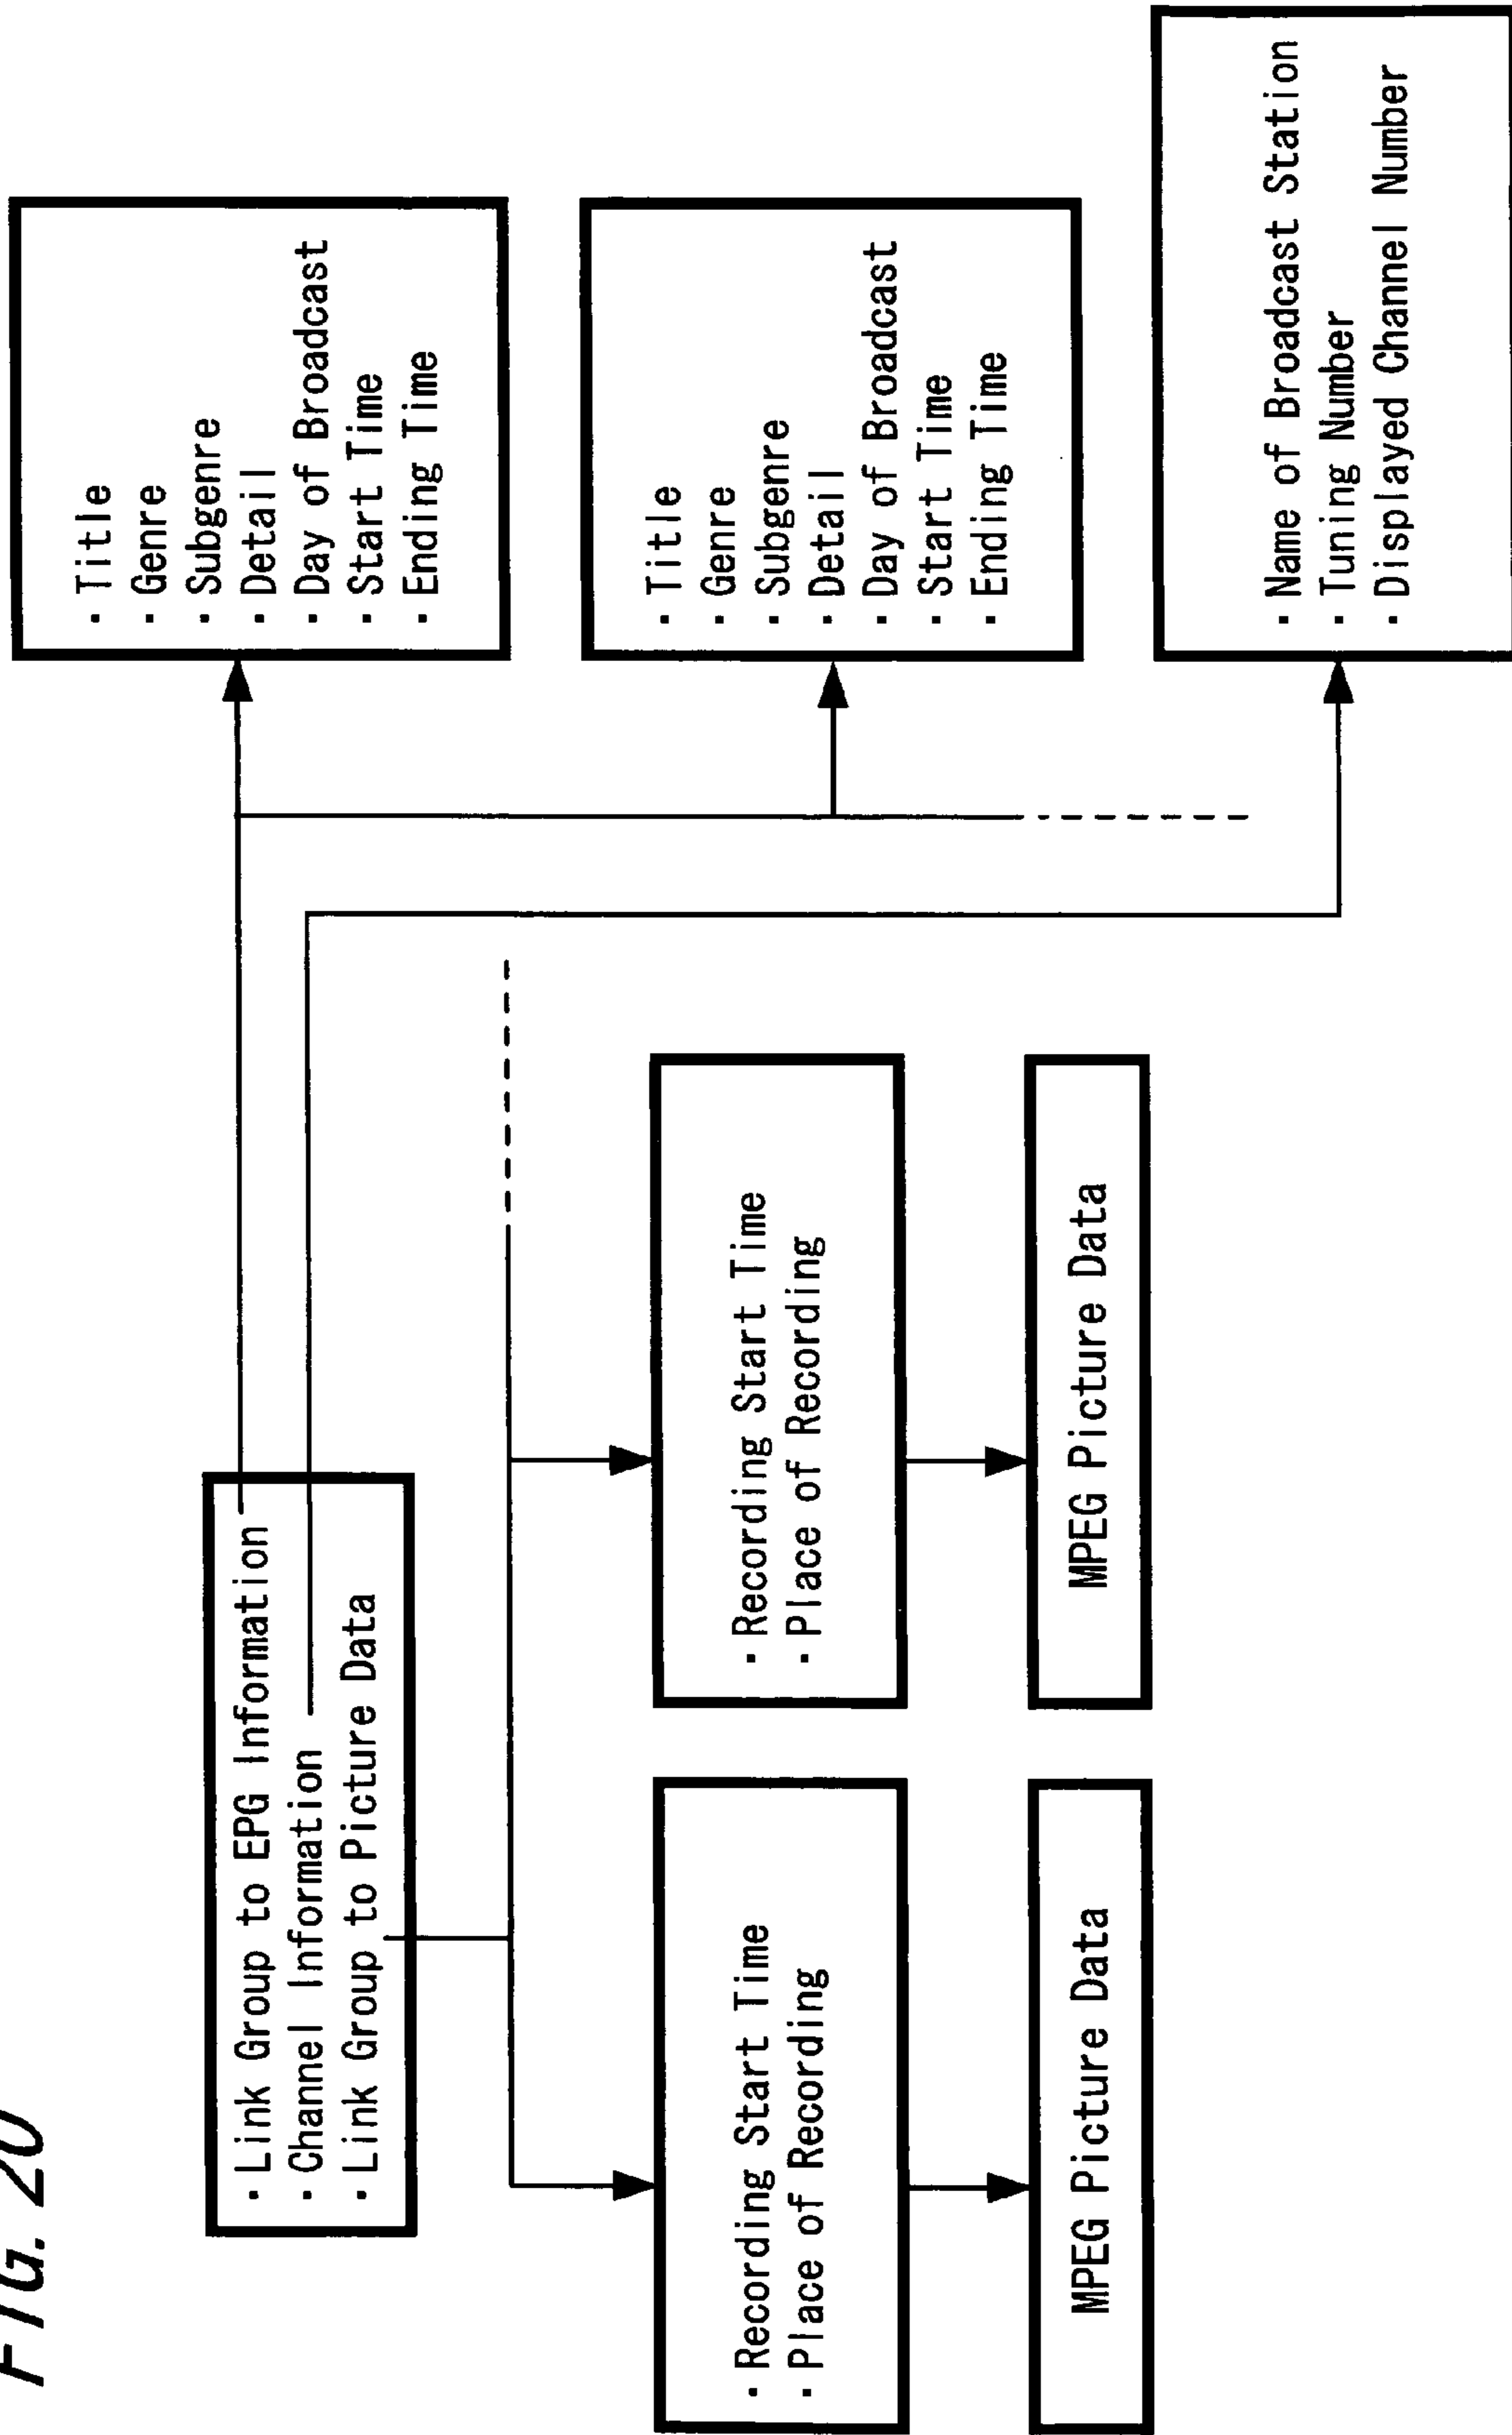 FIG. 20
· Link Group to EPG Information
· Channel Information
· Link Group to Picture Data
· Title
· Genre
· Subgenre
· Detail
· Day of Broadcast
· Start Time
· Ending Time
· Title
· Genre
· Subgenre
· Detail
· Day of Broadcast
· Start Time
· Ending Time
· Name of Broadcast Station
· Tuning Number
· Displayed Channel Number
· Recording Start Time
· Place of Recording
· Recording Start Time
· Place of Recording
MPEG Picture Data
MPEG Picture Data